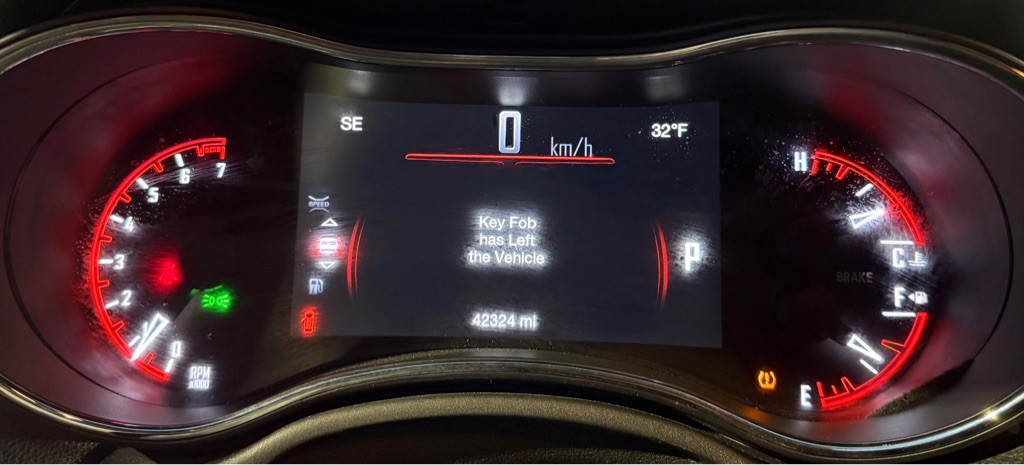 SE
0 km/h
32°F
SPEED
Key Fob
has Left
the Vehicle
P
42324 mi
7
6
5
4
3
2
0
RPM
x1000
H
C
BRAKE
F
E